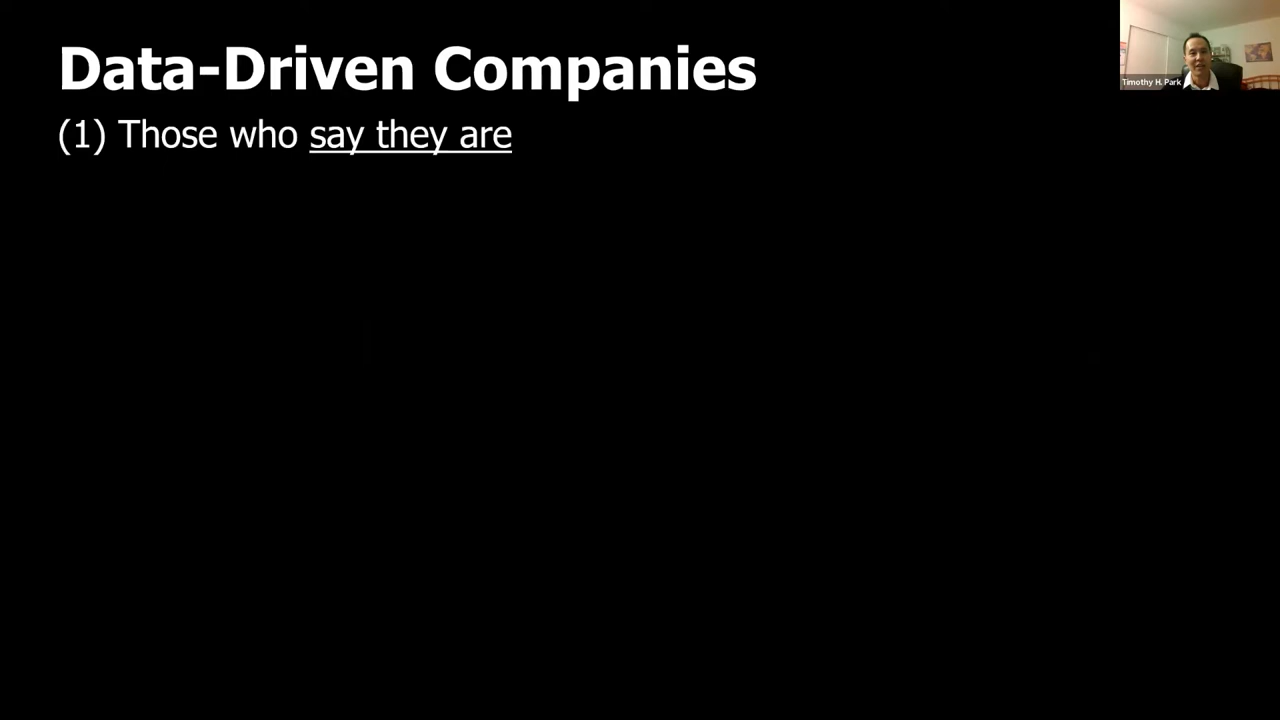 Data-Driven Companies
(1) Those who say they are
Timothy H. Park